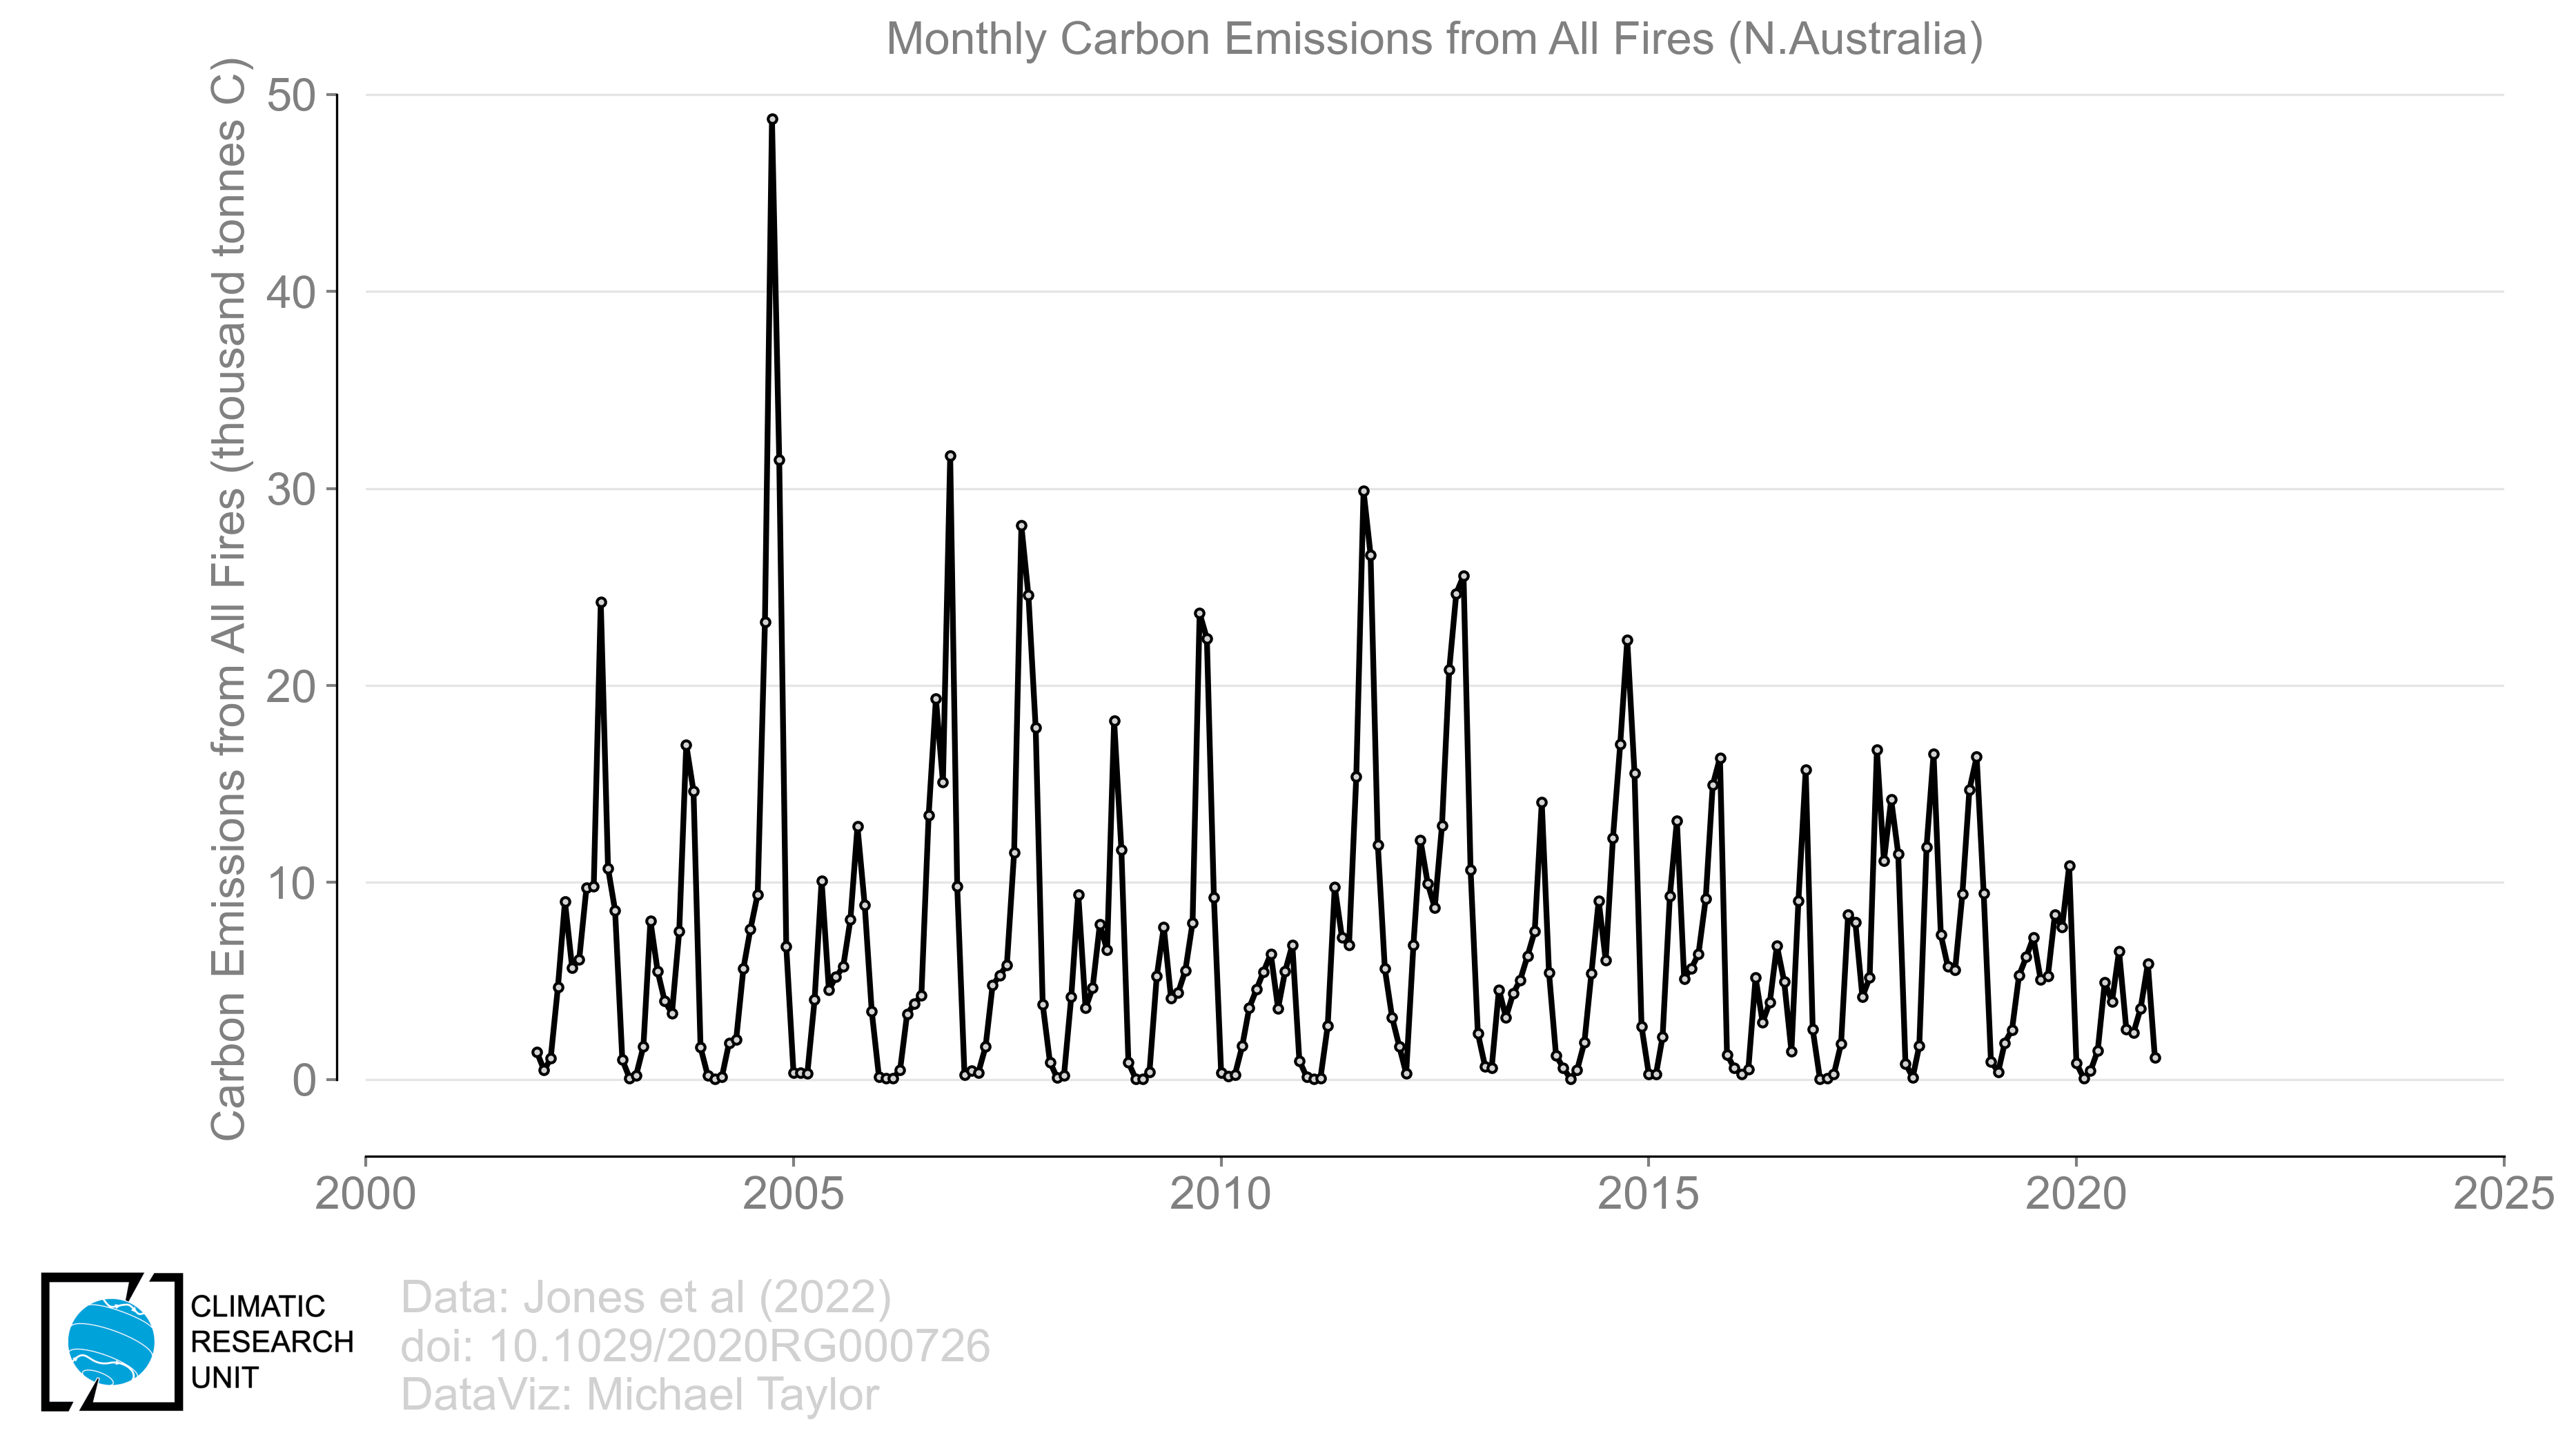 Monthly Carbon Emissions from All Fires (N.Australia)
Carbon Emissions from All Fires (thousand tonnes C)
50
40
30
20
10
0
2000
2005
2010
2015
2020
2025
CLIMATIC
RESEARCH
UNIT
Data: Jones et al (2022)
doi: 10.1029/2020RG000726
DataViz: Michael Taylor